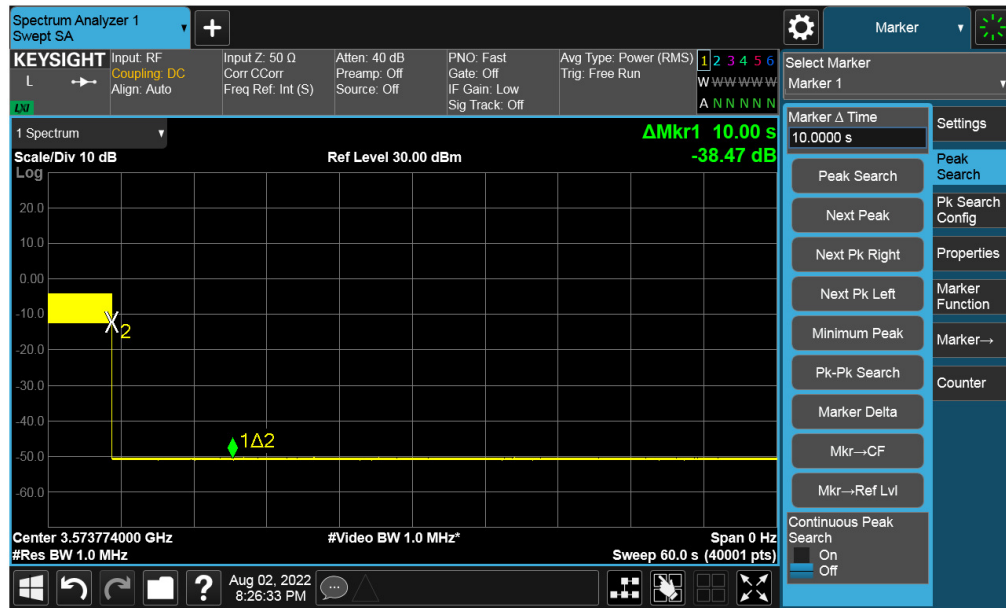 Spectrum Analyzer 1
Swept SA
+
Marker
KEYSIGHT
L
LXI
Input: RF
Coupling: DC
Align: Auto
Input Z: 50 Ω
Corr CCorr
Freq Ref: Int (S)
Atten: 40 dB
Preamp: Off
Source: Off
PNO: Fast
Gate: Off
IF Gain: Low
Sig Track: Off
Avg Type: Power (RMS)
Trig: Free Run
1 2 3 4 5 6
W W W W W W
A N N N N N
Select Marker
Marker 1
1 Spectrum
ΔMkr1 10.00 s
-38.47 dB
Scale/Div 10 dB
Ref Level 30.00 dBm
Log
20.0
10.0
0.00
-10.0
-20.0
-30.0
-40.0
-50.0
-60.0
2
1Δ2
Center 3.573774000 GHz
#Video BW 1.0 MHz*
Span 0 Hz
#Res BW 1.0 MHz
Sweep 60.0 s (40001 pts)
Marker Δ Time
10.0000 s
Peak Search
Next Peak
Next Pk Right
Next Pk Left
Minimum Peak
Pk-Pk Search
Marker Delta
Mkr→CF
Mkr→Ref Lvl
Continuous Peak
Search
On
Off
Settings
Peak
Search
Pk Search
Config
Properties
Marker
Function
Marker→
Counter
?
Aug 02, 2022
8:26:33 PM